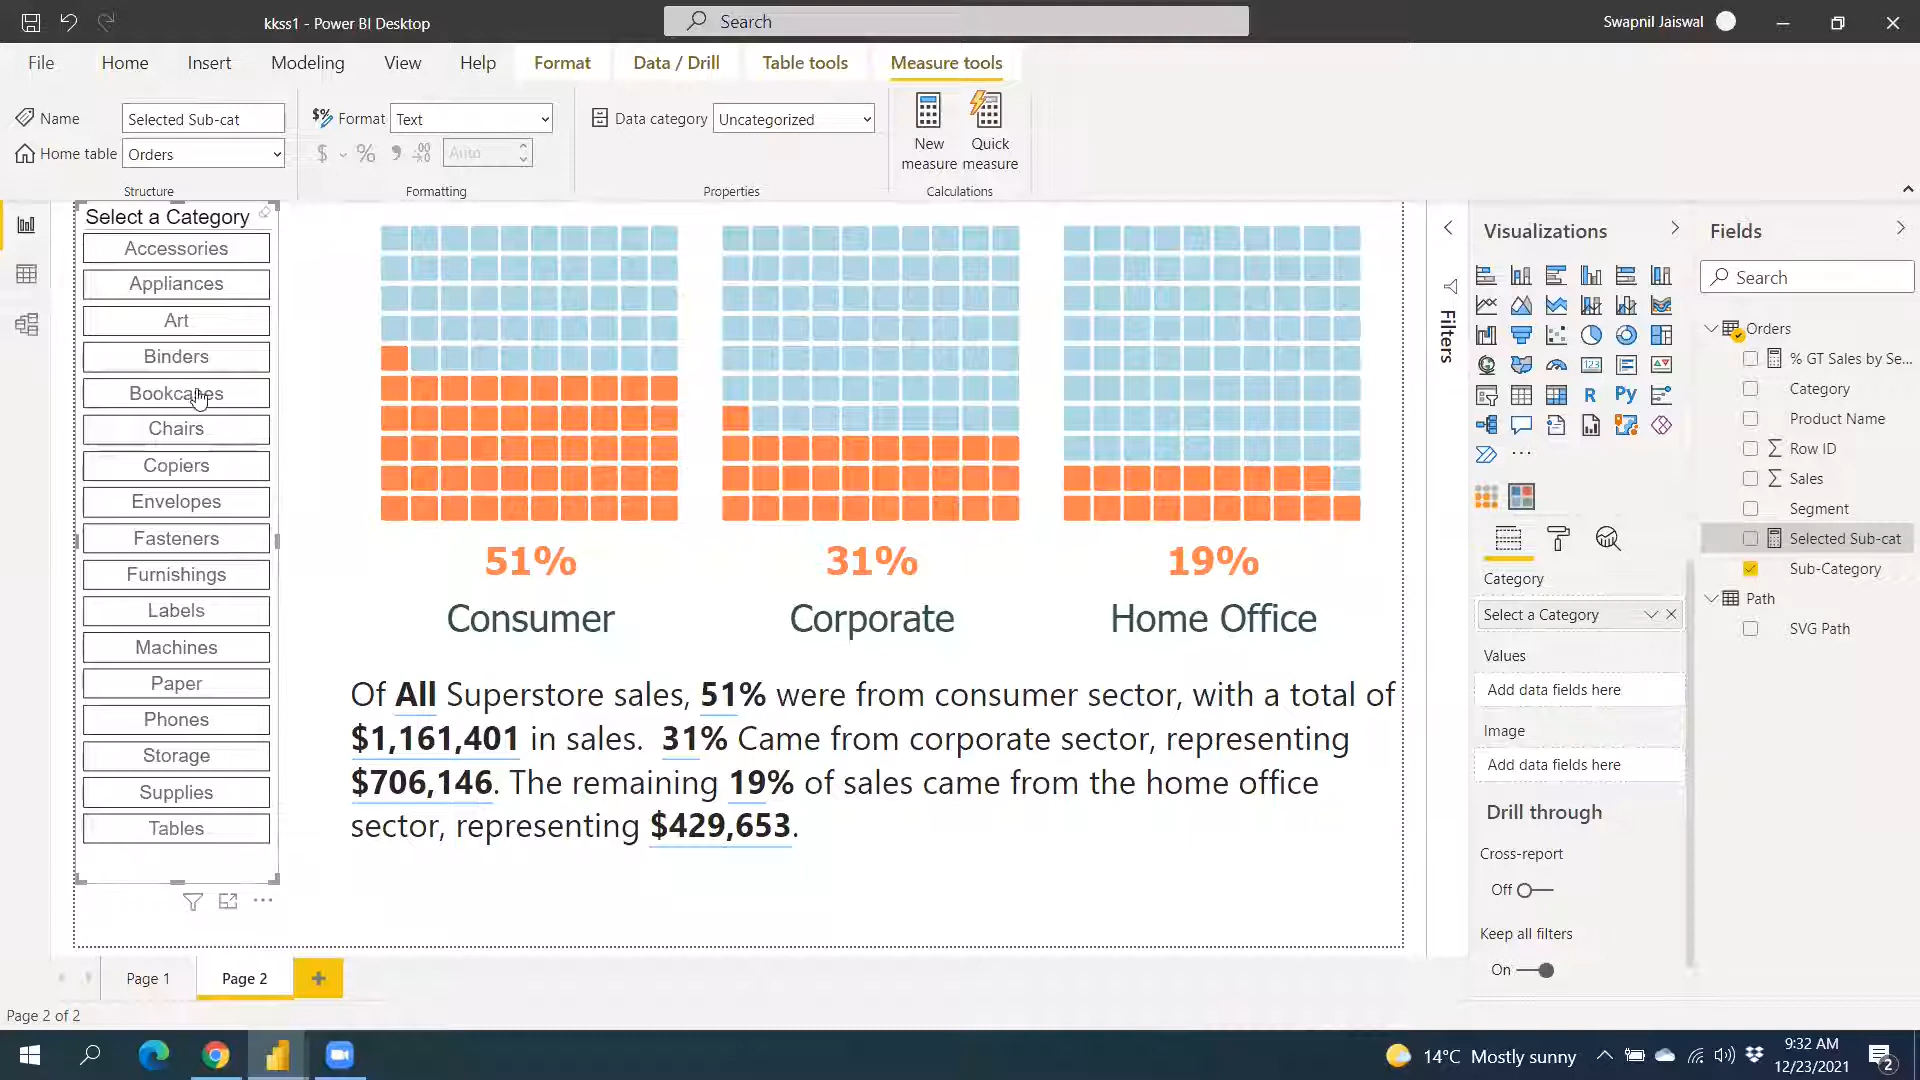 kkss1 - Power BI Desktop
Search
Swapnil Jaiswal
File
Home
Insert
Modeling
View
Help
Format
Data / Drill
Table tools
Measure tools
Name
Selected Sub-cat
Format
Text
Data category
Uncategorized
New measure
Quick measure
Home table
Orders
$
%
Auto
Structure
Formatting
Properties
Calculations
Select a Category
Accessories
Appliances
Art
Binders
Bookcases
Chairs
Copiers
Envelopes
Fasteners
Furnishings
Labels
Machines
Paper
Phones
Storage
Supplies
Tables
51%
31%
19%
Consumer
Corporate
Home Office
Of All Superstore sales, 51% were from consumer sector, with a total of
$1,161,401 in sales. 31% Came from corporate sector, representing
$706,146. The remaining 19% of sales came from the home office
sector, representing $429,653.
Filters
Visualizations
R
Py
123
Category
Select a Category
Values
Add data fields here
Image
Add data fields here
Drill through
Cross-report
Off
Keep all filters
On
Fields
Search
Orders
% GT Sales by Se...
Category
Product Name
Row ID
Sales
Segment
Selected Sub-cat
Sub-Category
Path
SVG Path
Page 1
Page 2
Page 2 of 2
14°C Mostly sunny
9:32 AM
12/23/2021
2